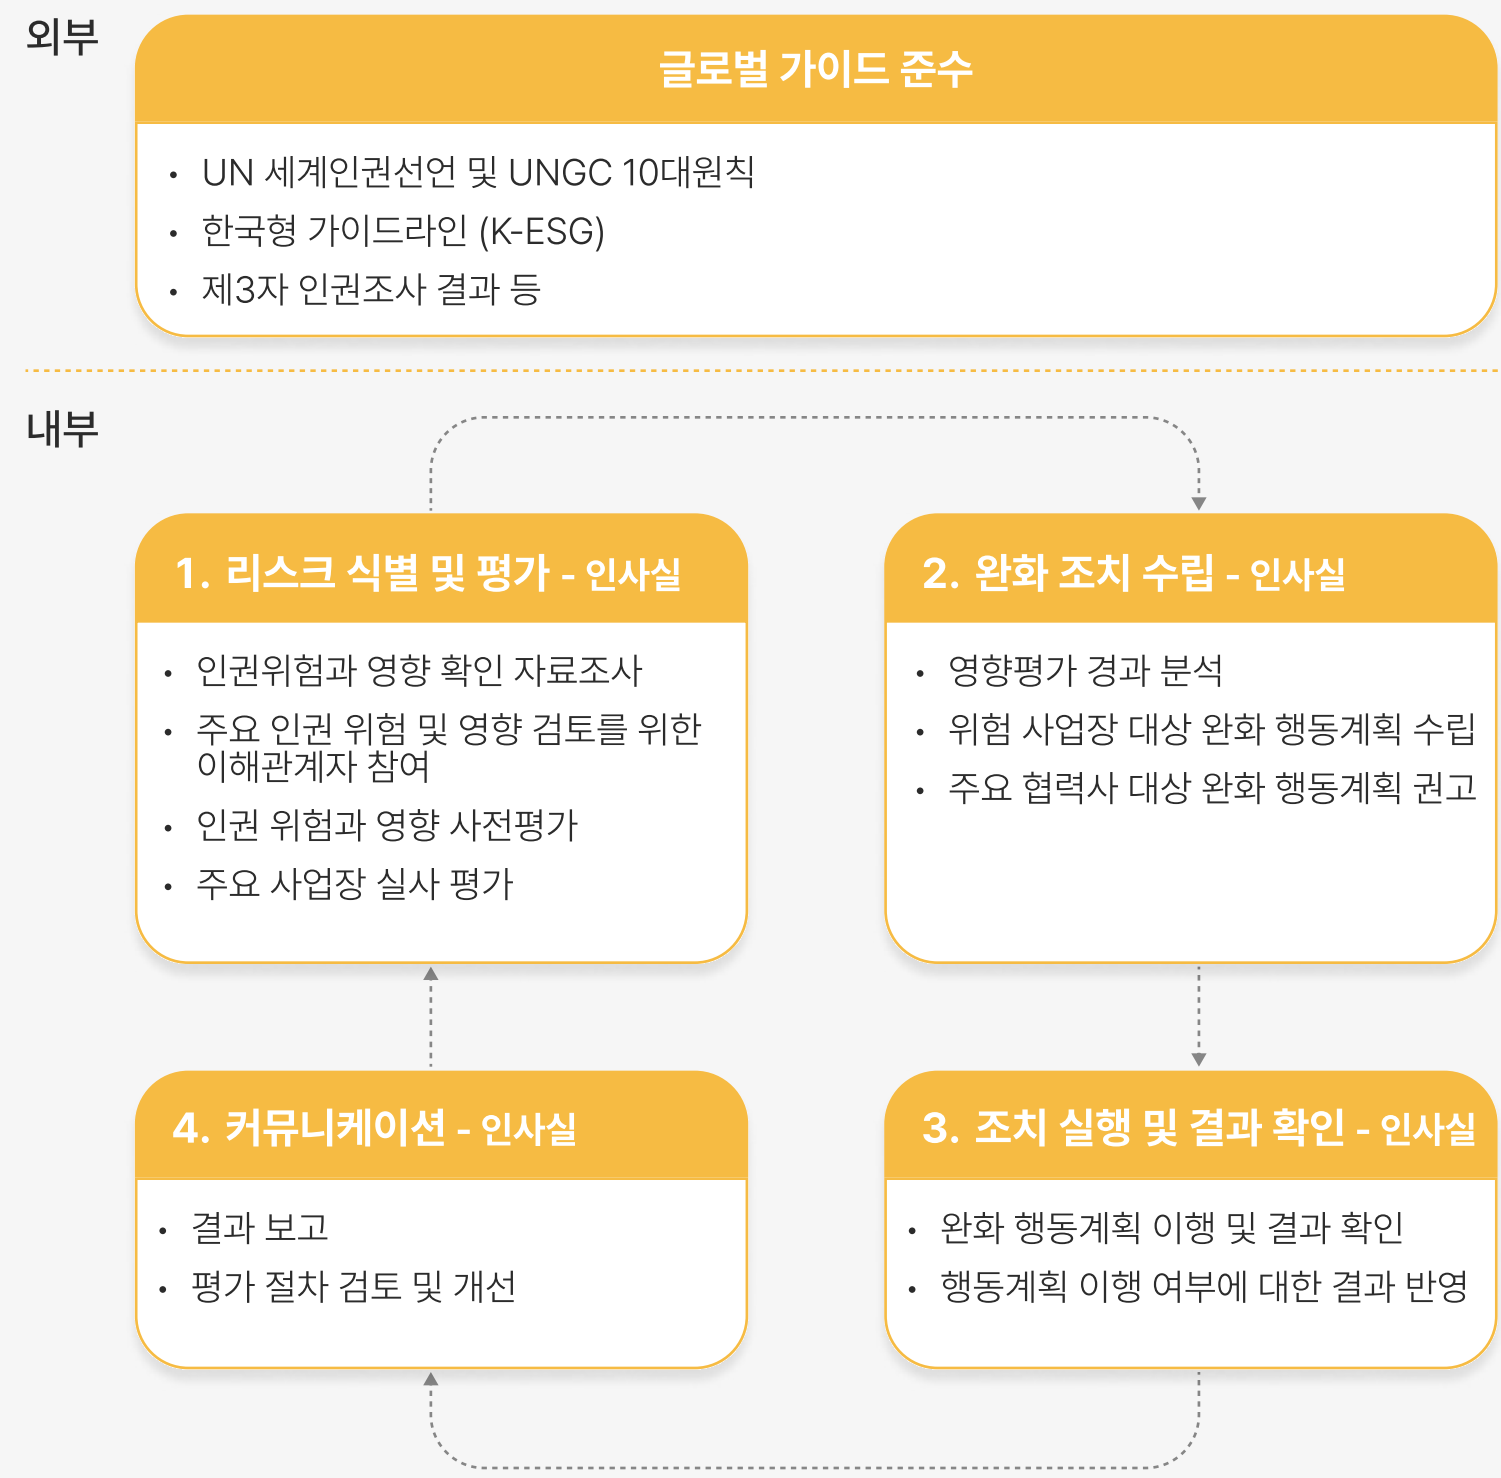 외부
글로벌 가이드 준수
• UN 세계인권선언 및 UNGC 10대원칙
• 한국형 가이드라인 (K-ESG)
• 제3자 인권조사 결과 등
내부
1. 리스크 식별 및 평가 - 인사실
• 인권위험과 영향 확인 자료조사
• 주요 인권 위험 및 영향 검토를 위한
이해관계자 참여
• 인권 위험과 영향 사전평가
• 주요 사업장 실사 평가
2. 완화 조치 수립 - 인사실
• 영향평가 경과 분석
• 위험 사업장 대상 완화 행동계획 수립
• 주요 협력사 대상 완화 행동계획 권고
4. 커뮤니케이션 - 인사실
• 결과 보고
• 평가 절차 검토 및 개선
3. 조치 실행 및 결과 확인 - 인사실
• 완화 행동계획 이행 및 결과 확인
• 행동계획 이행 여부에 대한 결과 반영